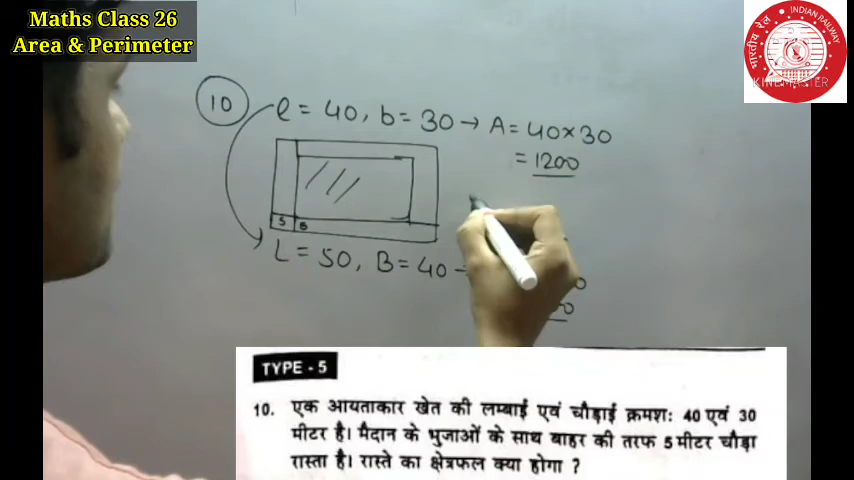 Maths Class 26
Area & Perimeter
भारतीय रेल INDIAN RAILWAY
KINEMASTER
10
l = 40, b = 30 → A = 40×30
= 1200
5 5
L = 50, B = 40 -
TYPE - 5
10. एक आयताकार खेत की लम्बाई एवं चौड़ाई क्रमशः 40 एवं 30
मीटर है। मैदान के भुजाओं के साथ बाहर की तरफ 5 मीटर चौड़ा
रास्ता है। रास्ते का क्षेत्रफल क्या होगा ?